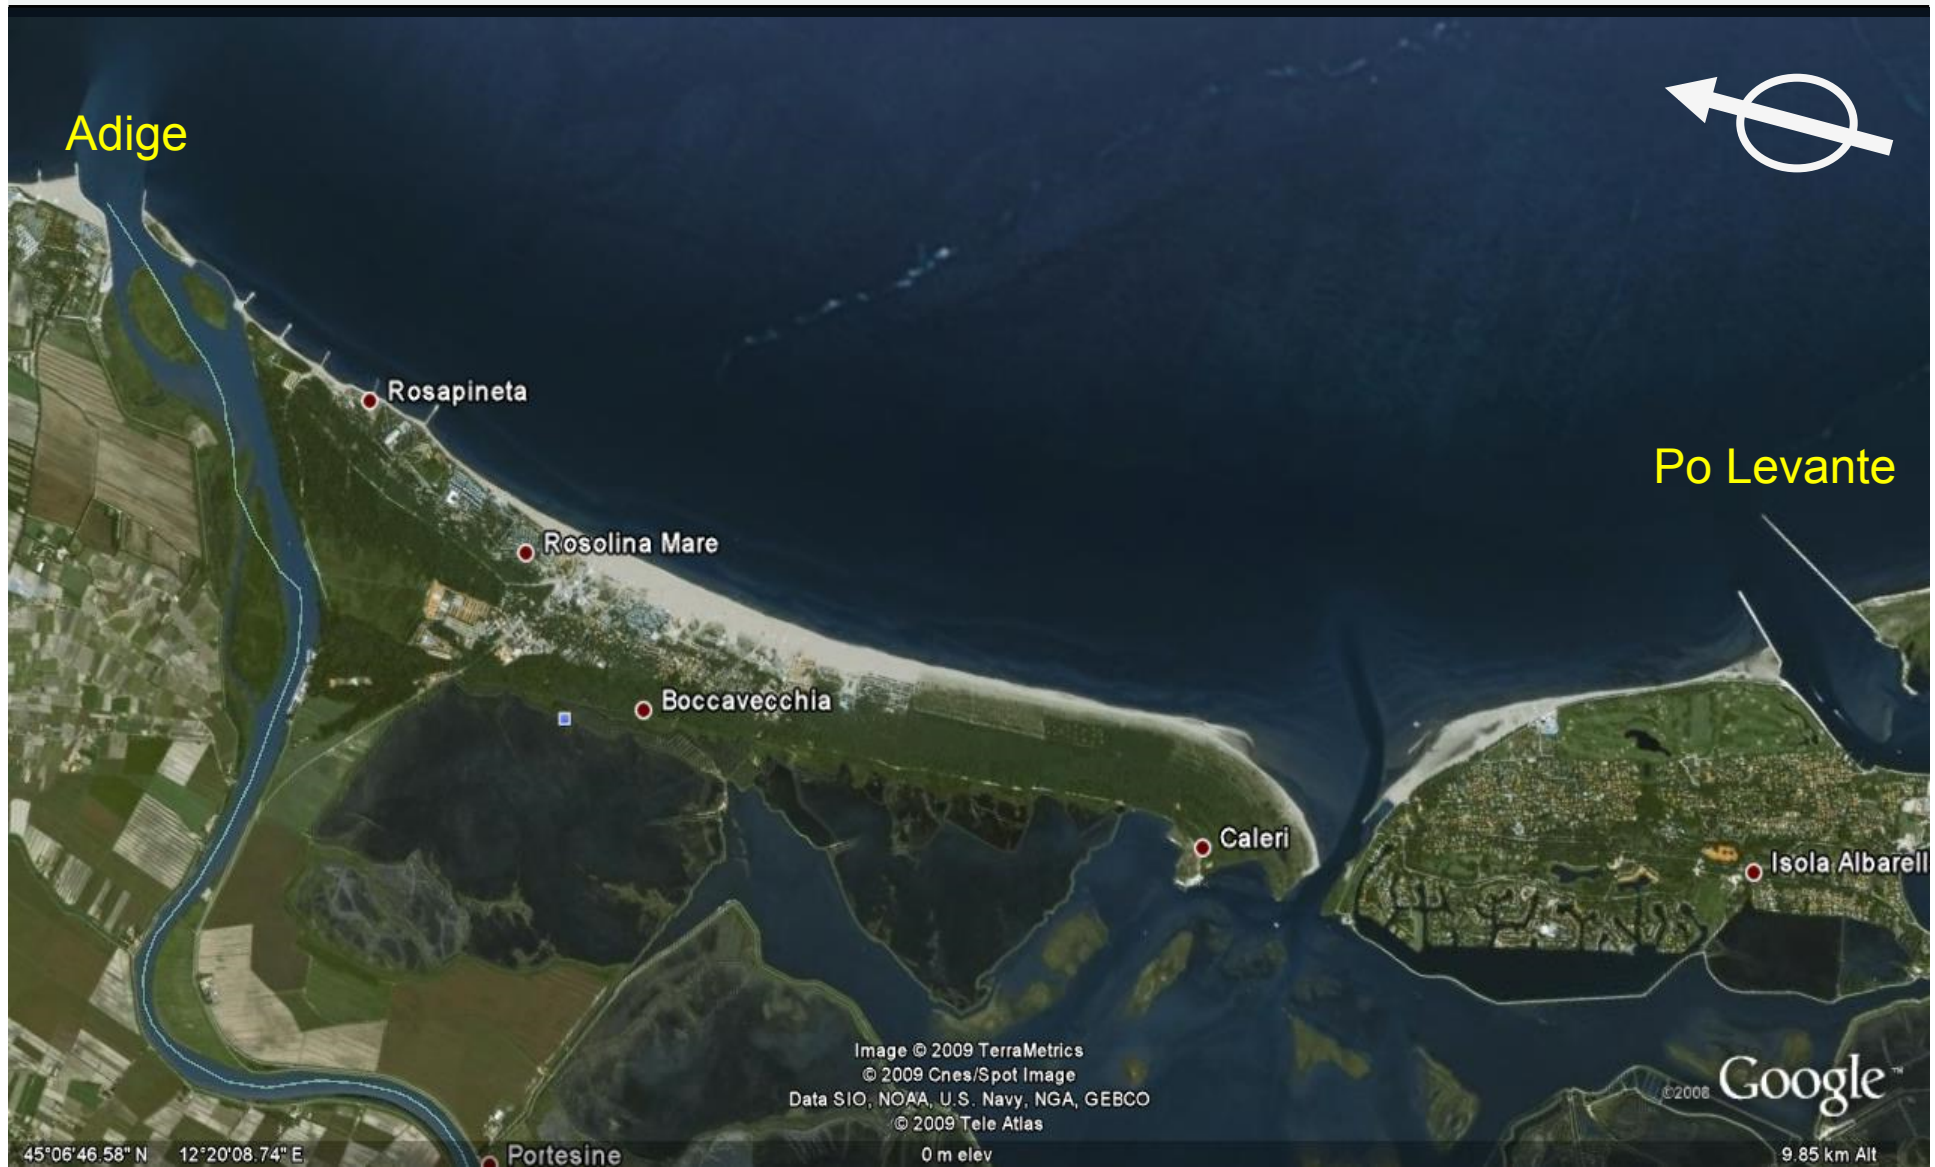 Adige
Rosapineta
Po Levante
Rosolina Mare
Boccavecchia
Caleri
Isola Albarell
Image © 2009 TerraMetrics
© 2009 Cnes/Spot Image
Data SIO, NOAA, U.S. Navy, NGA, GEBCO
© 2009 Tele Atlas
©2008 Google™
45°06'46.58" N 12°20'08.74" E 0 m elev 9.85 km Alt
Portesine